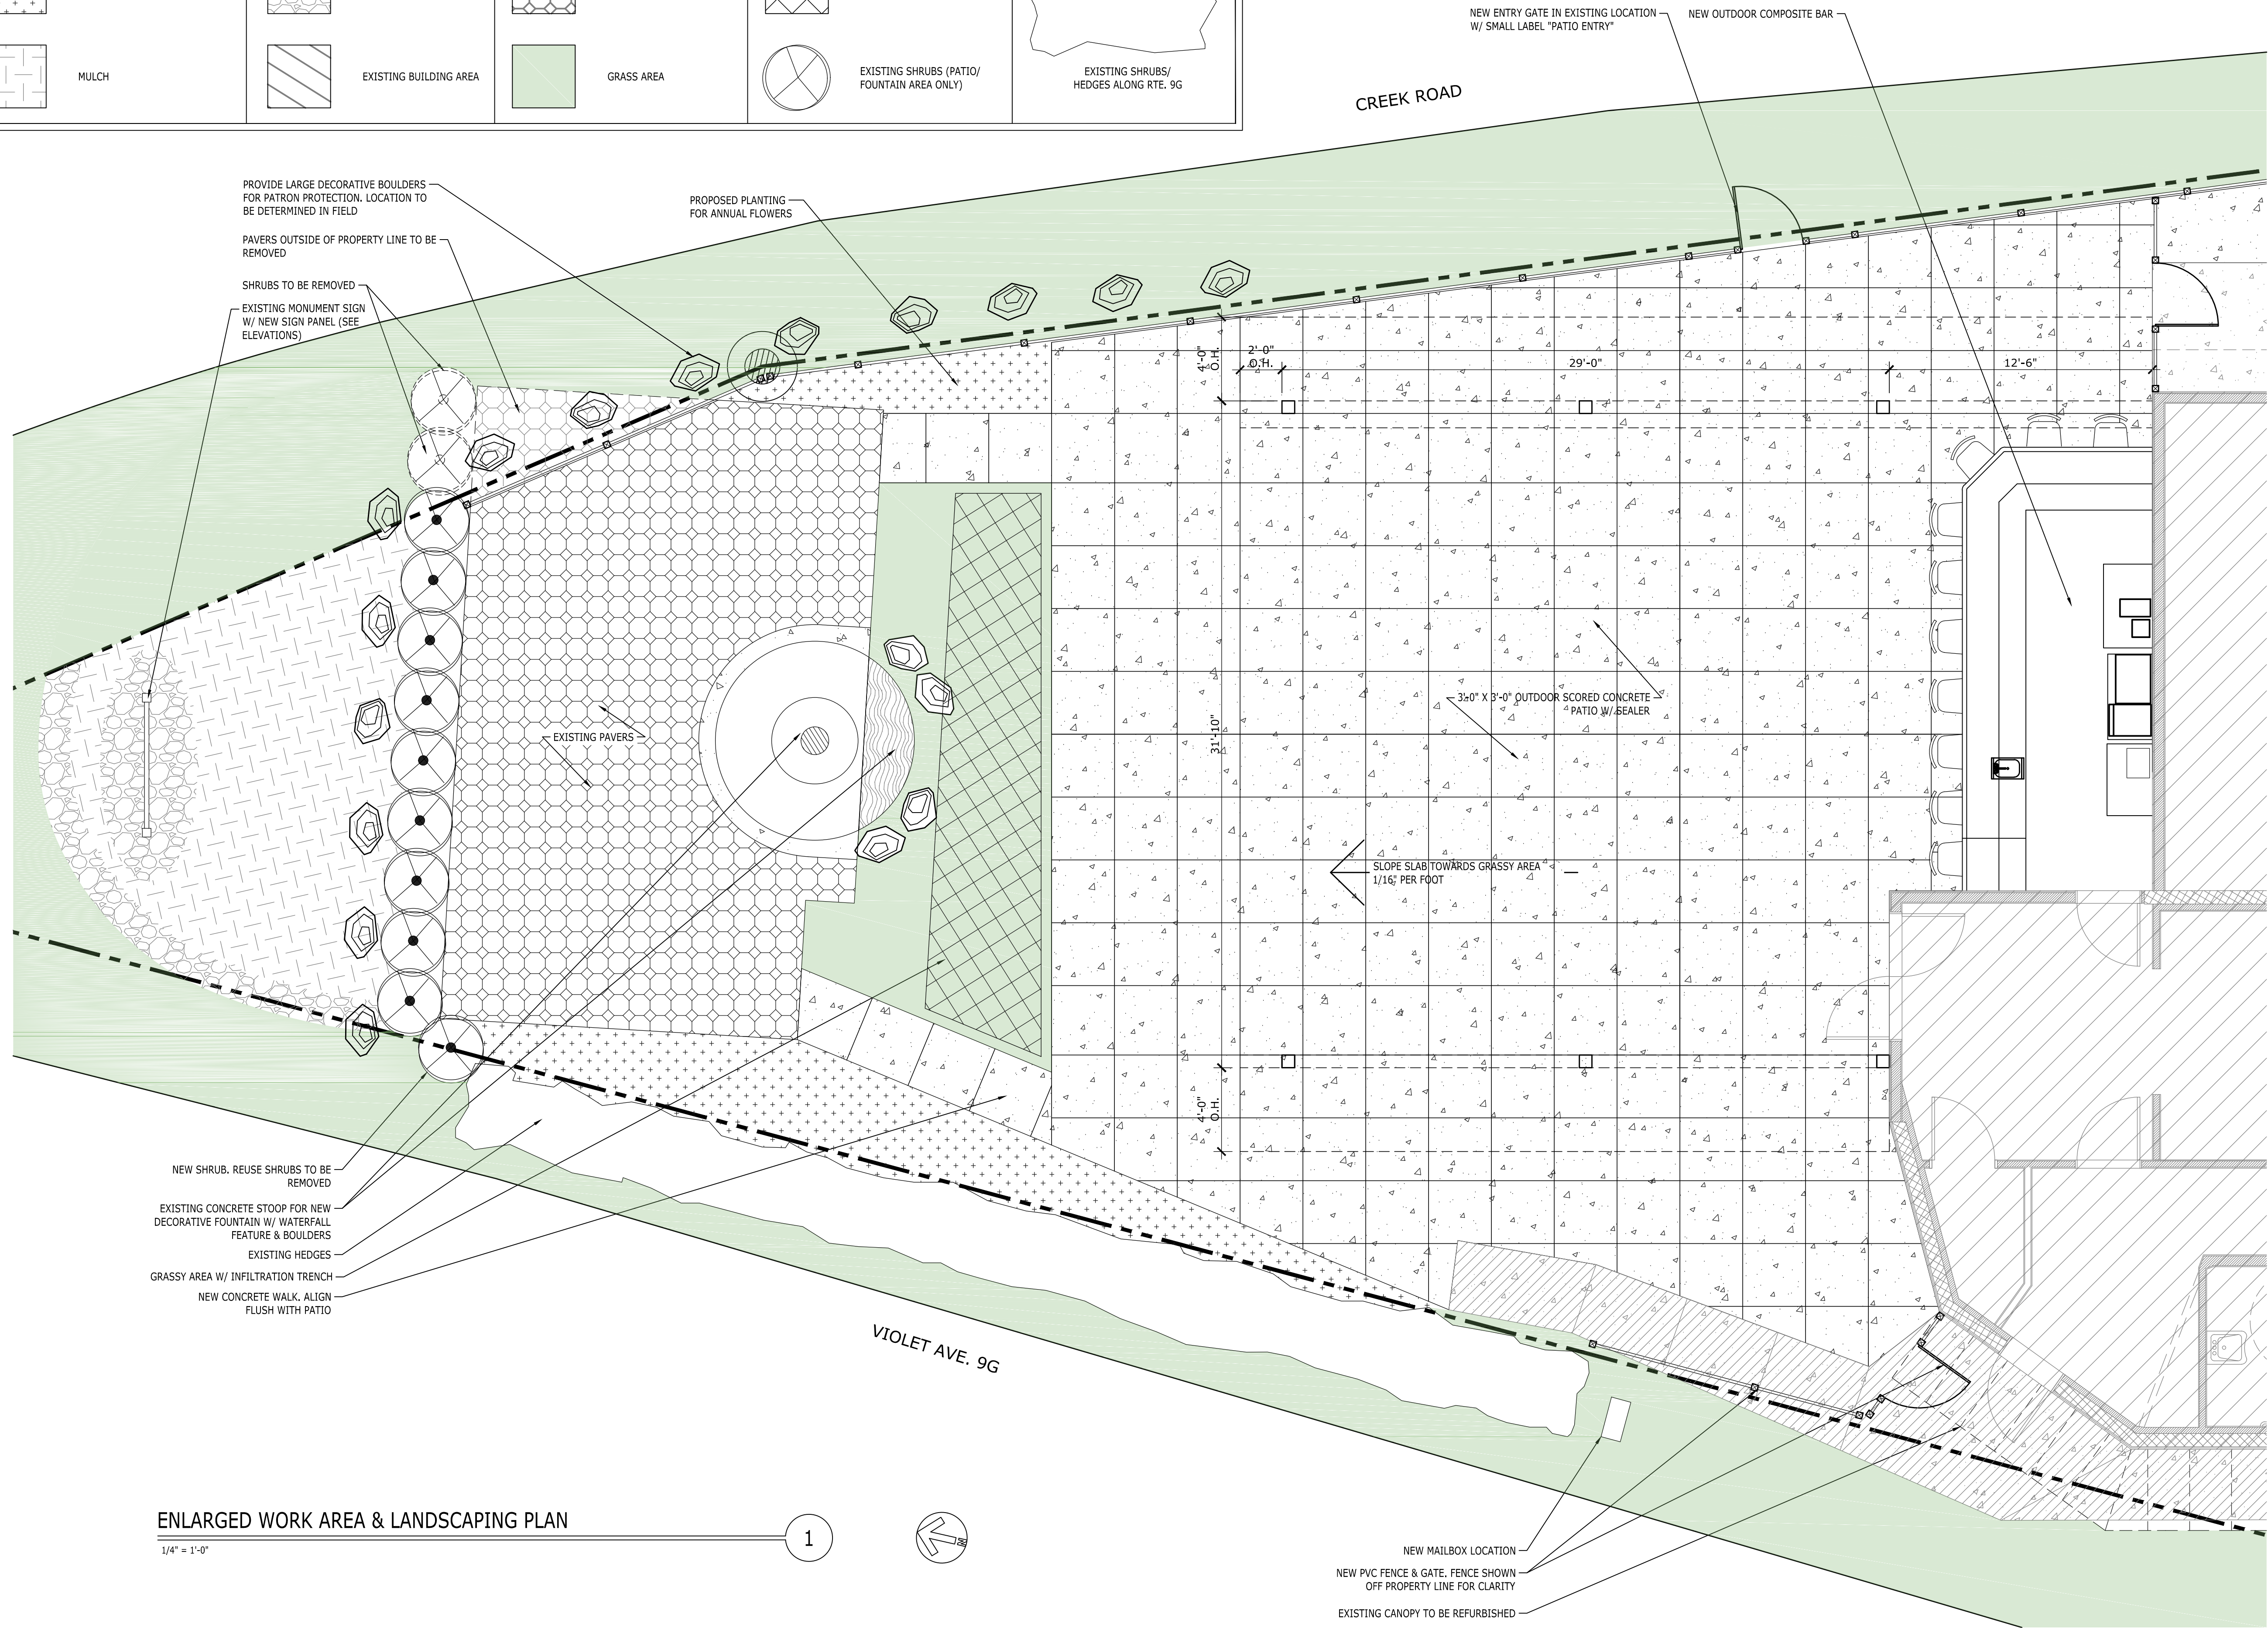 NEW ENTRY GATE IN EXISTING LOCATION
W/ SMALL LABEL "PATIO ENTRY"
NEW OUTDOOR COMPOSITE BAR
MULCH
EXISTING BUILDING AREA
GRASS AREA
EXISTING SHRUBS (PATIO/
FOUNTAIN AREA ONLY)
EXISTING SHRUBS/
HEDGES ALONG RTE. 9G
CREEK ROAD
PROVIDE LARGE DECORATIVE BOULDERS
FOR PATRON PROTECTION. LOCATION TO
BE DETERMINED IN FIELD
PROPOSED PLANTING
FOR ANNUAL FLOWERS
PAVERS OUTSIDE OF PROPERTY LINE TO BE
REMOVED
SHRUBS TO BE REMOVED
EXISTING MONUMENT SIGN
W/ NEW SIGN PANEL (SEE
ELEVATIONS)
4'-0"
O.H.
2'-0"
O.H.
29'-0"
12'-6"
3'-0" X 3'-0" OUTDOOR SCORED CONCRETE
PATIO W/ SEALER
EXISTING PAVERS
31'-10"
SLOPE SLAB TOWARDS GRASSY AREA
1/16" PER FOOT
4'-0"
O.H.
NEW SHRUB. REUSE SHRUBS TO BE
REMOVED
EXISTING CONCRETE STOOP FOR NEW
DECORATIVE FOUNTAIN W/ WATERFALL
FEATURE & BOULDERS
EXISTING HEDGES
GRASSY AREA W/ INFILTRATION TRENCH
NEW CONCRETE WALK. ALIGN
FLUSH WITH PATIO
VIOLET AVE. 9G
ENLARGED WORK AREA & LANDSCAPING PLAN
1
1/4" = 1'-0"
N
NEW MAILBOX LOCATION
NEW PVC FENCE & GATE. FENCE SHOWN
OFF PROPERTY LINE FOR CLARITY
EXISTING CANOPY TO BE REFURBISHED